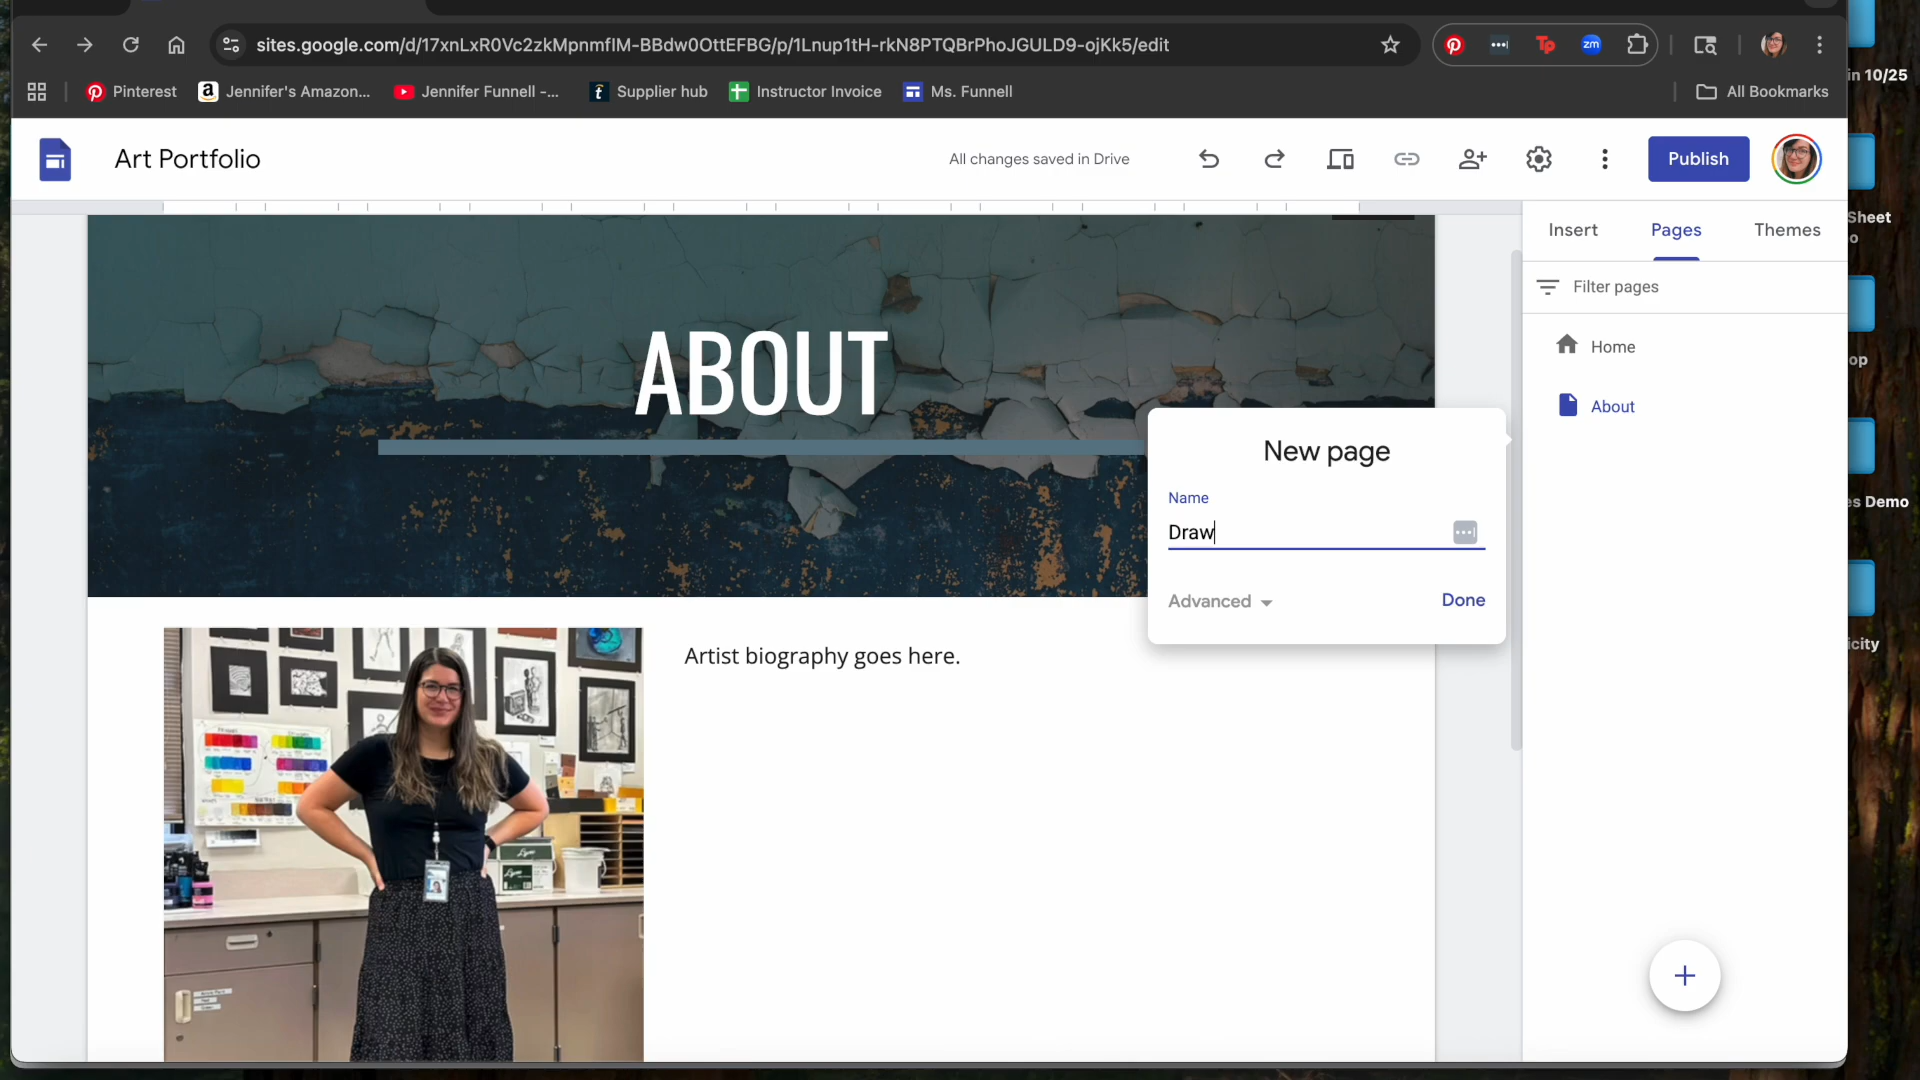 sites.google.com/d/17xnLxR0Vc2zkMpnmfIM-BBdw0OttEFBG/p/1Lnup1tH-rkN8PTQBrPhoJGULD9-ojKk5/edit
Pinterest
Jennifer's Amazon...
Jennifer Funnell -...
Supplier hub
Instructor Invoice
Ms. Funnell
All Bookmarks
in 10/25
Art Portfolio
All changes saved in Drive
Publish
Sheet
o
Insert
Pages
Themes
Filter pages
Home
op
About
ABOUT
New page
Name
Draw
Advanced
Done
es Demo
icity
Artist biography goes here.